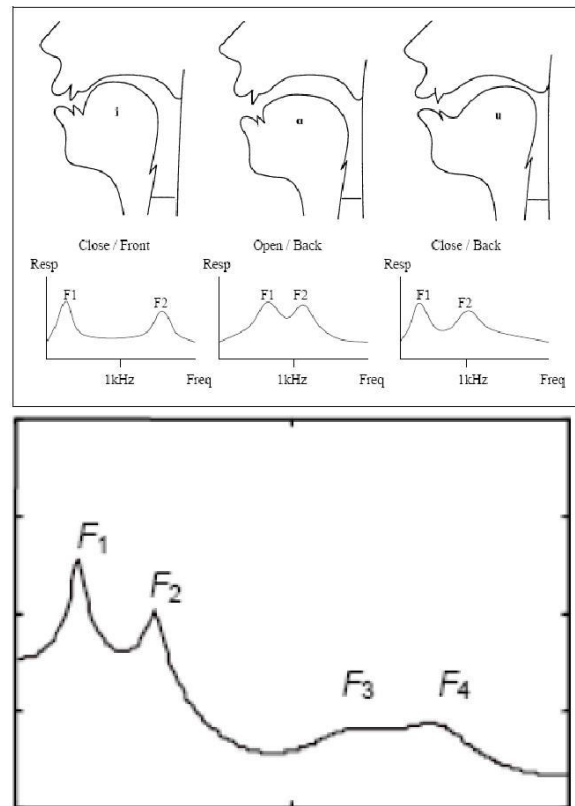 i ɑ u
Close / Front Open / Back Close / Back
Resp Resp Resp
F1 F2 F1 F2 F1 F2
1kHz Freq 1kHz Freq 1kHz Freq
F1
F2
F3 F4